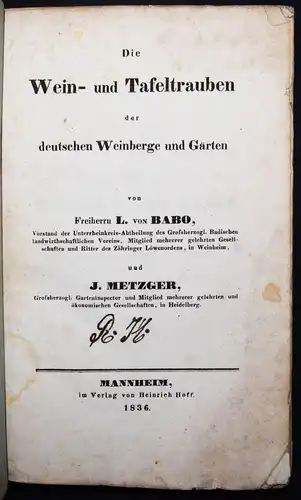 Die
Wein- und Tafeltrauben
der
deutschen Weinberge und Gärten
von
Freiherrn L. von BABO,
Vorstand der Unterrheinkreis-Abtheilung des Grofsherzogl. Badischen
landwirthschaftlichen Vereins, Mitglied mehrerer gelehrten Gesell-
schaften und Ritter des Zähringer Löwenordens, in Weinheim,
und
J. METZGER,
Grofsherzogl. Garteninspector und Mitglied mehrerer gelehrten und
ökonomischen Gesellschaften, in Heidelberg.
R. H.
MANNHEIM,
im Verlag von Heinrich Hoff.
1836.